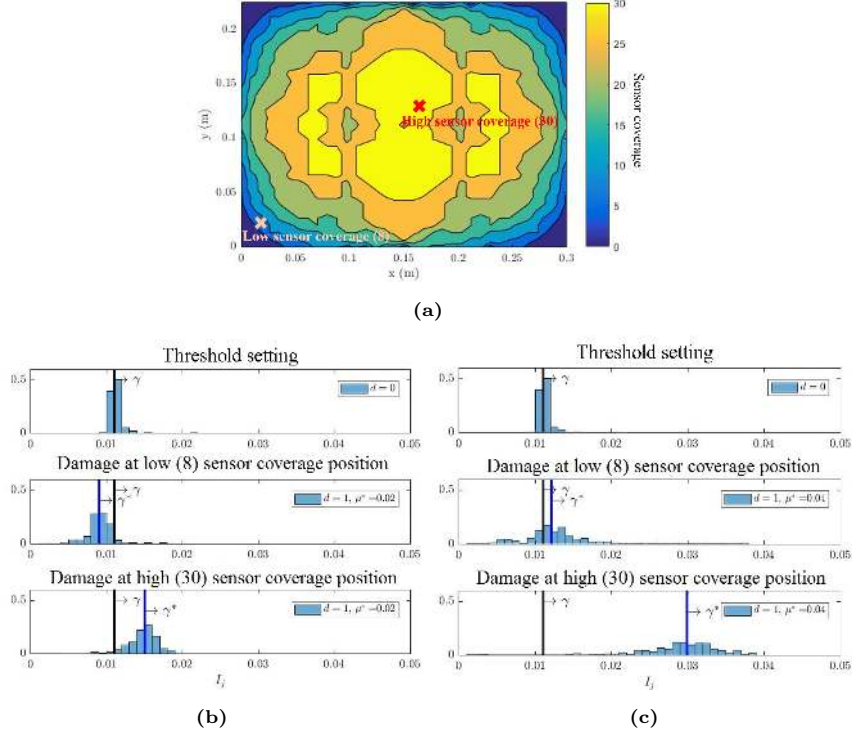 30
25
20
15
10
5
0
Sensor coverage
0.2
0.15
0.1
0.05
0
y (m)
High sensor coverage (30)
Low sensor coverage (8)
0 0.05 0.1 0.15 0.2 0.25 0.3
x (m)
(a)
Threshold setting
0.5
0
γ
d = 0
0 0.01 0.02 0.03 0.04 0.05
Damage at low (8) sensor coverage position
0.5
0
γ
γ*
d = 1, μ* =0.02
0 0.01 0.02 0.03 0.04 0.05
Damage at high (30) sensor coverage position
0.5
0
γ
γ*
d = 1, μ* =0.02
0 0.01 0.02 0.03 0.04 0.05
I_j
(b)
Threshold setting
0.5
0
γ
d = 0
0 0.01 0.02 0.03 0.04 0.05
Damage at low (8) sensor coverage position
0.5
0
γ
γ*
d = 1, μ* =0.04
0 0.01 0.02 0.03 0.04 0.05
Damage at high (30) sensor coverage position
0.5
0
γ
γ*
d = 1, μ* =0.04
0 0.01 0.02 0.03 0.04 0.05
I_j
(c)